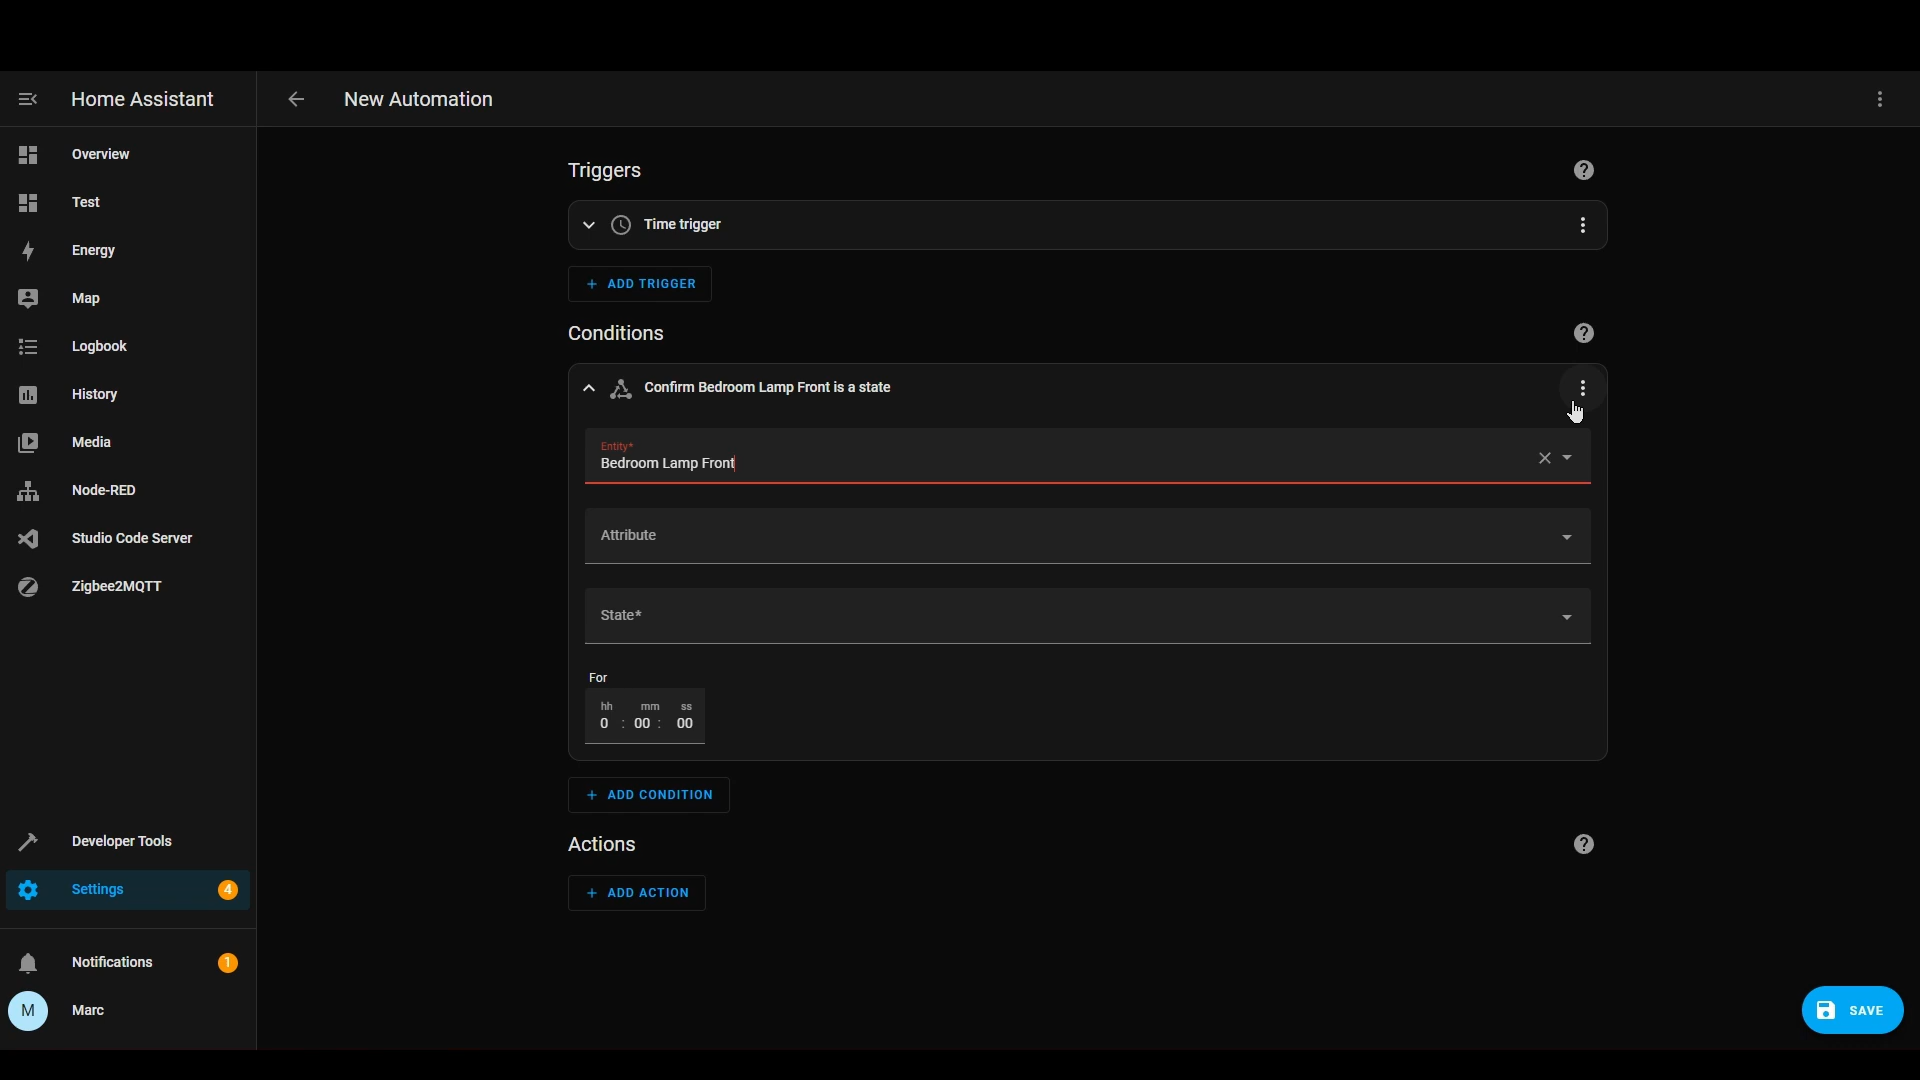 Home Assistant
New Automation
Overview
Test
Energy
Map
Logbook
History
Media
Node-RED
Studio Code Server
Zigbee2MQTT
Developer Tools
Settings 4
Notifications 1
M Marc
Triggers
Time trigger
+ ADD TRIGGER
Conditions
Confirm Bedroom Lamp Front is a state
Entity*
Bedroom Lamp Front
Attribute
State*
For
hh mm ss
0 : 00 : 00
+ ADD CONDITION
Actions
+ ADD ACTION
SAVE